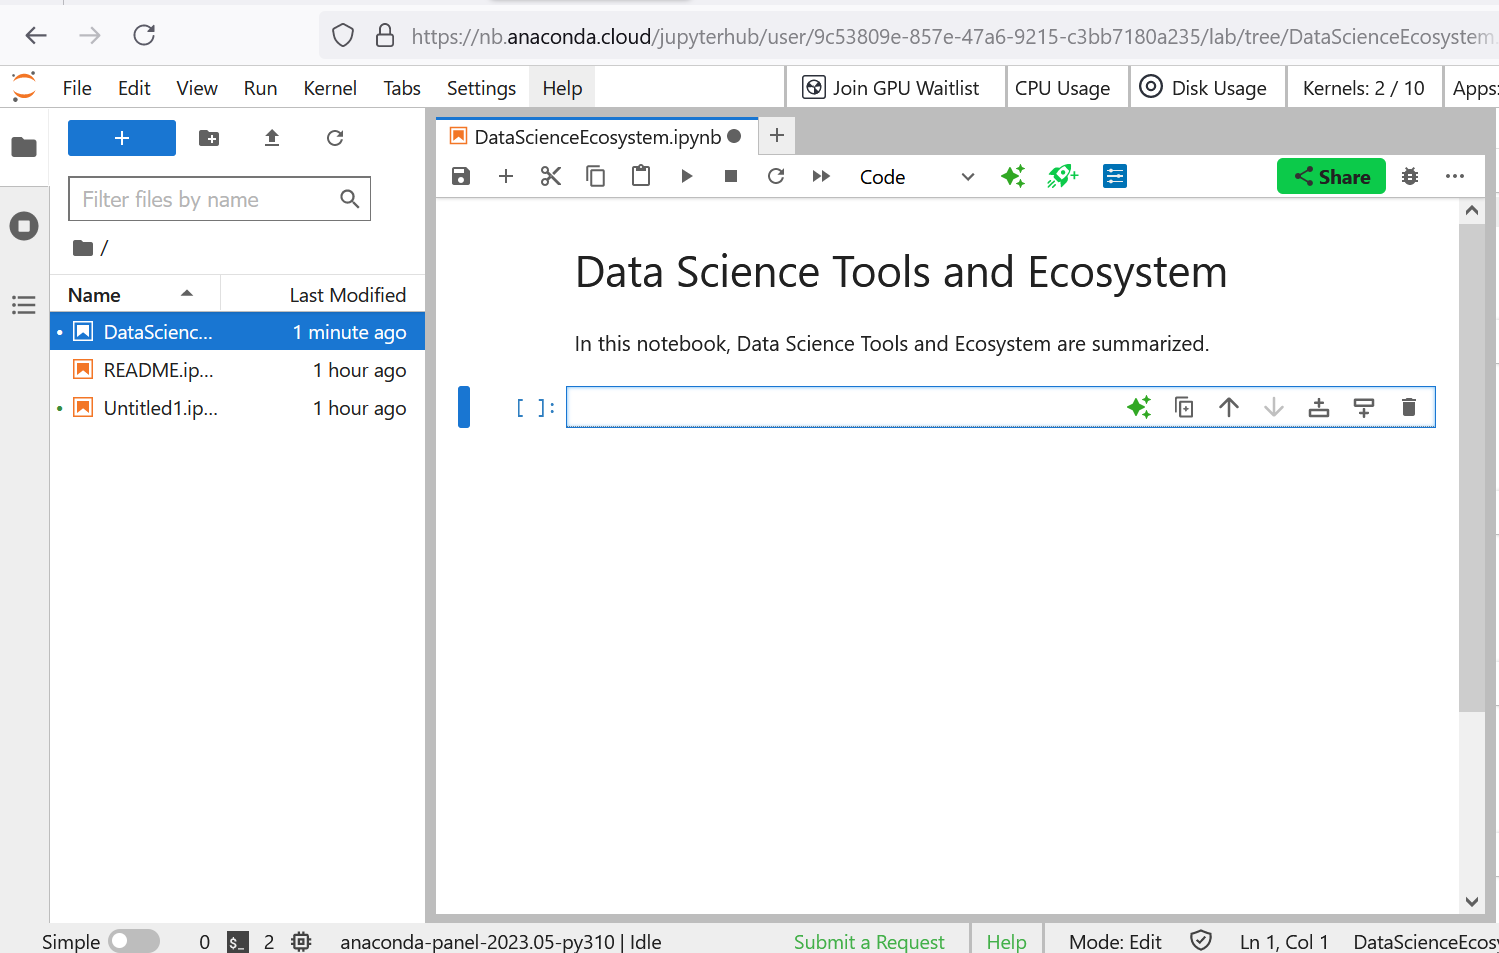 https://nb.anaconda.cloud/jupyterhub/user/9c53809e-857e-47a6-9215-c3bb7180a235/lab/tree/DataScienceEcosystem.
File Edit View Run Kernel Tabs Settings Help Join GPU Waitlist CPU Usage Disk Usage Kernels: 2 / 10 Apps:
+
Filter files by name
/
Name Last Modified
DataScienc... 1 minute ago
README.ip... 1 hour ago
Untitled1.ip... 1 hour ago
DataScienceEcosystem.ipynb
Code Share
Data Science Tools and Ecosystem
In this notebook, Data Science Tools and Ecosystem are summarized.
[ ]:
Simple 0 $_ 2 anaconda-panel-2023.05-py310 | Idle Submit a Request Help Mode: Edit Ln 1, Col 1 DataScienceEcosy